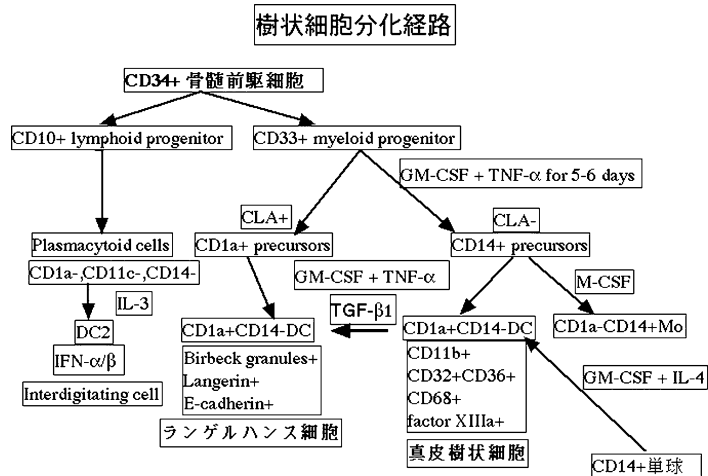 樹状細胞分化経路
CD34+ 骨髄前駆細胞
CD10+ lymphoid progenitor
CD33+ myeloid progenitor
GM-CSF + TNF-α for 5-6 days
CLA+
CLA-
Plasmacytoid cells
CD1a+ precursors
CD14+ precursors
CD1a-,CD11c-,CD14-
GM-CSF + TNF-α
M-CSF
IL-3
TGF-β1
DC2
CD1a+CD14-DC
CD1a+CD14-DC
CD1a-CD14+Mo
IFN-α/β
Birbeck granules+
Langerin+
E-cadherin+
CD11b+
CD32+CD36+
CD68+
factor XIIIa+
GM-CSF + IL-4
Interdigitating cell
ランゲルハンス細胞
真皮樹状細胞
CD14+単球